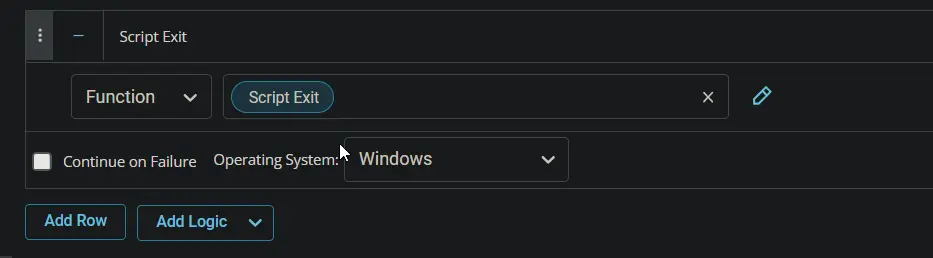 Script Exit
Function Script Exit
Continue on Failure Operating System: Windows
Add Row Add Logic